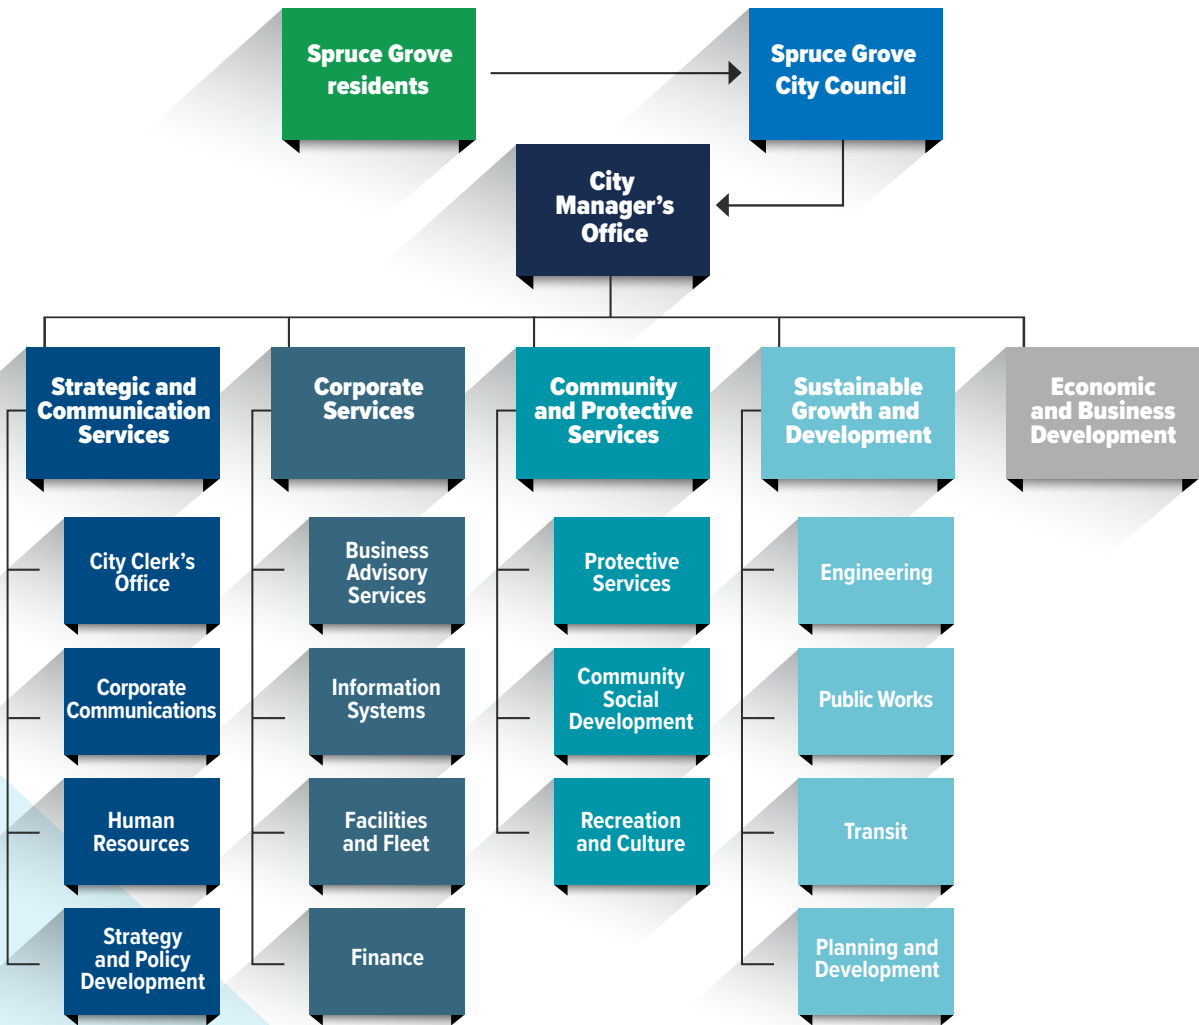 Spruce Grove
residents
Spruce Grove
City Council
City
Manager’s
Office
Strategic and
Communication
Services
Corporate
Services
Community
and Protective
Services
Sustainable
Growth and
Development
Economic
and Business
Development
City Clerk’s
Office
Business
Advisory
Services
Protective
Services
Engineering
Corporate
Communications
Information
Systems
Community
Social
Development
Public Works
Human
Resources
Facilities
and Fleet
Recreation
and Culture
Transit
Strategy
and Policy
Development
Finance
Planning and
Development